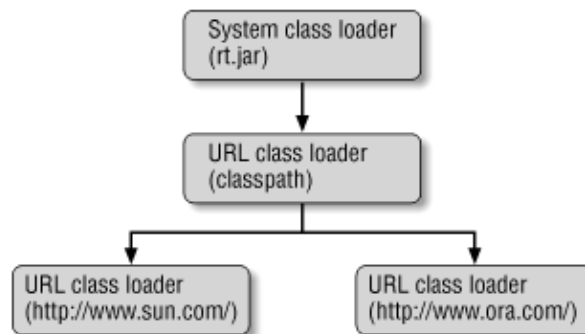 System class loader
(rt.jar)
URL class loader
(classpath)
URL class loader
(http://www.sun.com/)
URL class loader
(http://www.ora.com/)